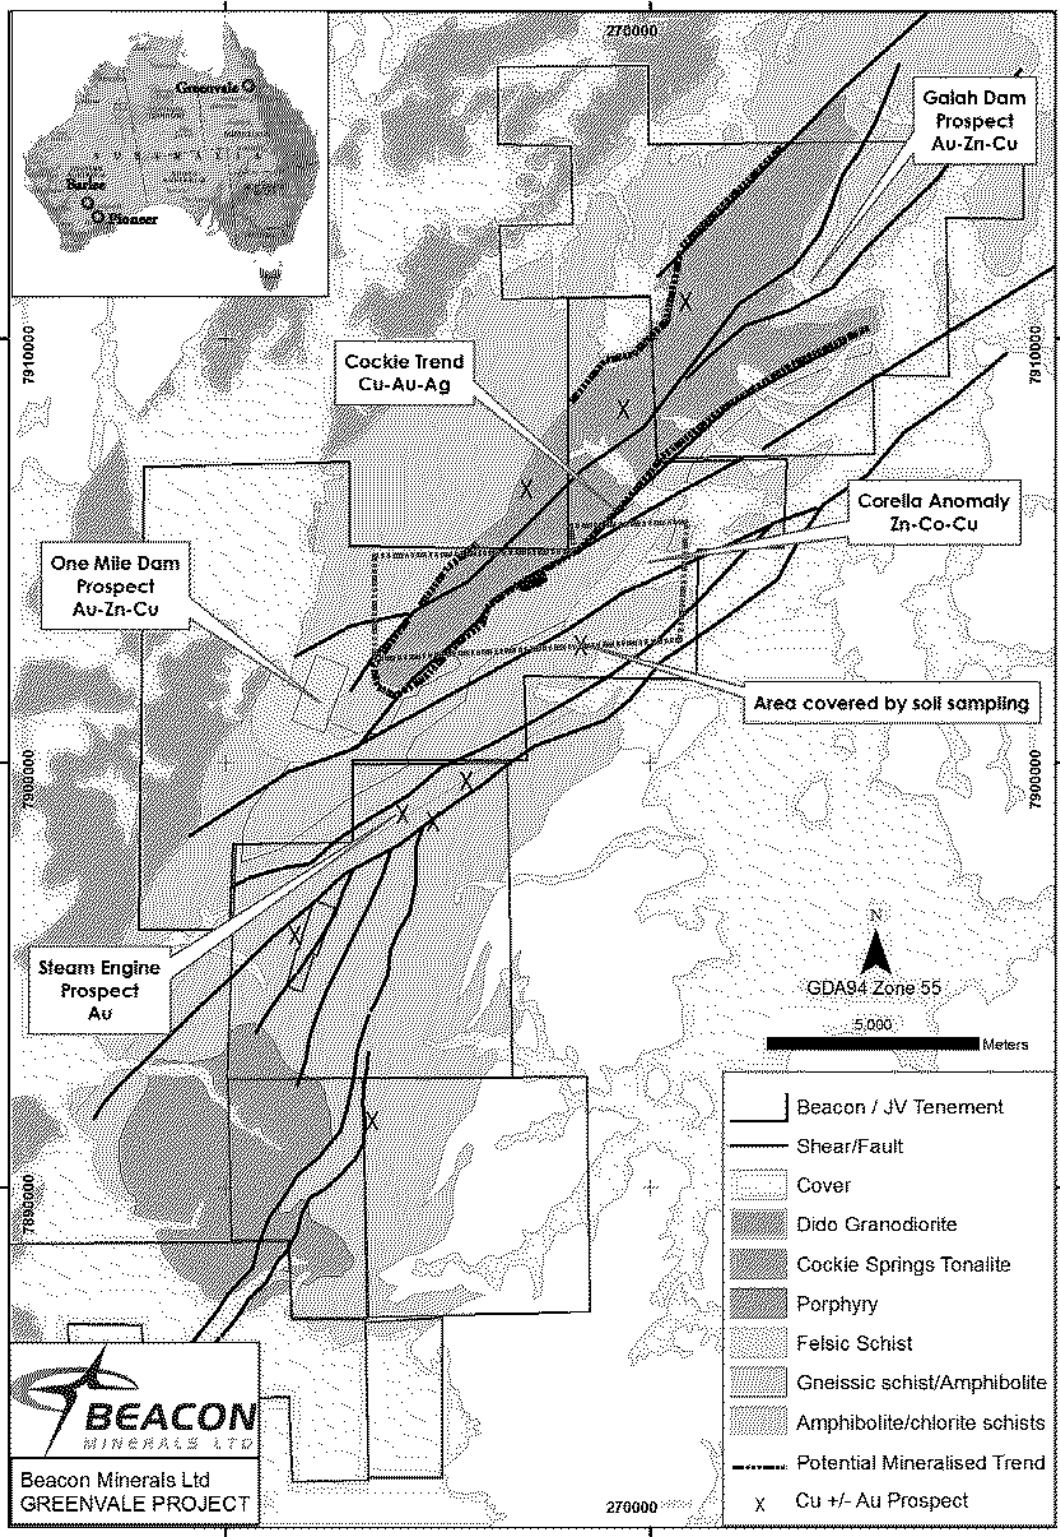 270000
Greenvale
Barlee
Pioneer
Galah Dam
Prospect
Au-Zn-Cu
7910000
7910000
Cockie Trend
Cu-Au-Ag
Corella Anomaly
Zn-Co-Cu
One Mile Dam
Prospect
Au-Zn-Cu
Area covered by soil sampling
7900000
7900000
X
X
X
X
X
X
X
X
X
Steam Engine
Prospect
Au
N
GDA94 Zone 55
5,000
Meters
7890000
Beacon / JV Tenement
Shear/Fault
Cover
Dido Granodiorite
Cockie Springs Tonalite
Porphyry
Felsic Schist
Gneissic schist/Amphibolite
Amphibolite/chlorite schists
Potential Mineralised Trend
X Cu +/- Au Prospect
BEACON
MINERALS LTD
Beacon Minerals Ltd
GREENVALE PROJECT
270000